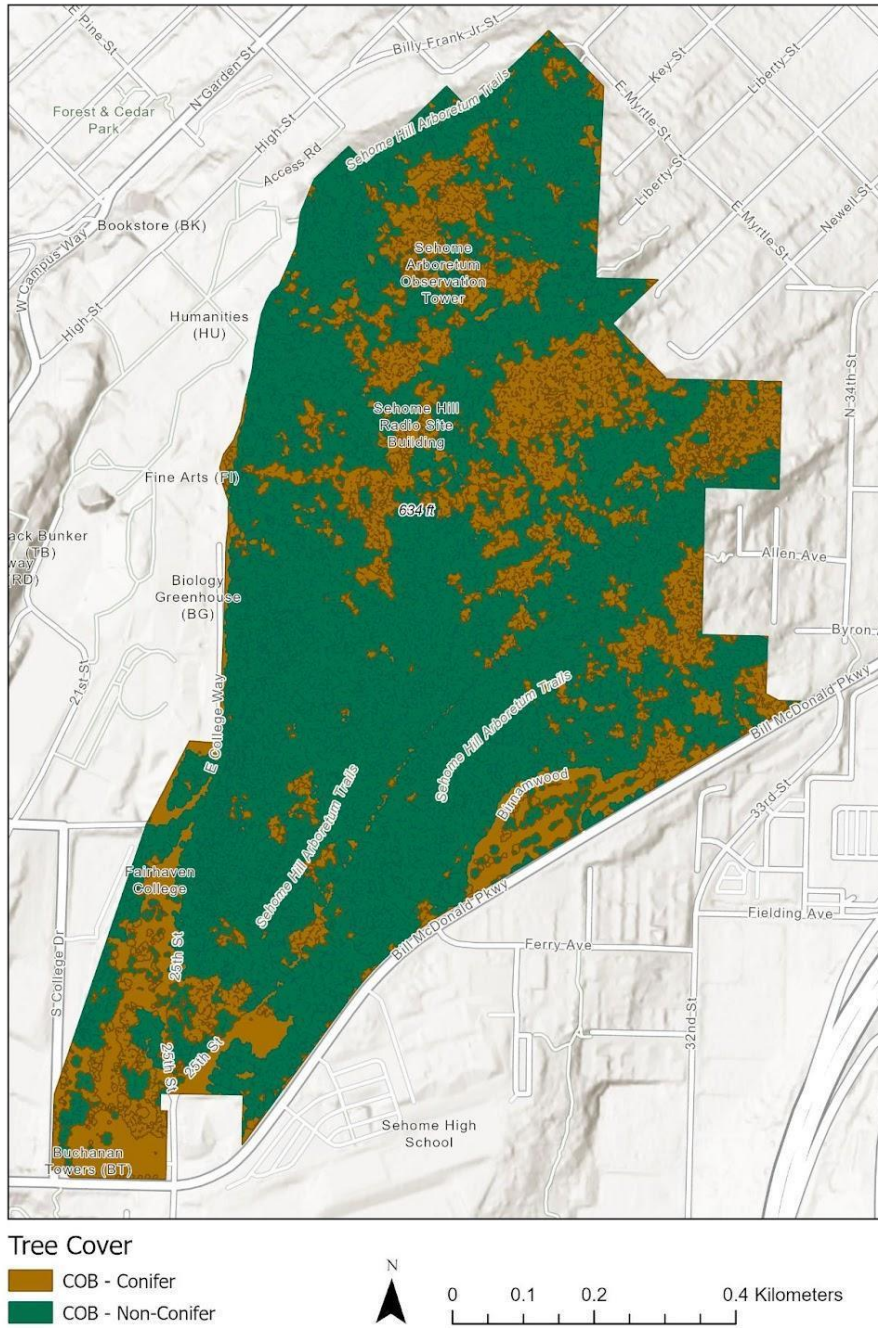 E Pine St
Billy Frank Jr St
N Garden St
Key St
Liberty St
E Myrtle St
Forest & Cedar
Park
High St
Sehome Hill Arboretum Trails
Access Rd
Liberty St
Newell St
Bookstore (BK)
E Myrtle St
W Campus Way
Sehome
Arboretum
Observation
Tower
High St
Humanities
(HU)
N 34th St
Sehome Hill
Radio Site
Building
Fine Arts (FI)
634 ft
ack Bunker
(TB)
way
(RD)
Allen Ave
Biology
Greenhouse
(BG)
Byron A
21st St
E College Way
Sehome Hill Arboretum Trails
Bill McDonald Pkwy
Birnamwood
33rd St
Sehome Hill Arboretum Trails
Fairhaven
College
Bill McDonald Pkwy
Fielding Ave
S College Dr
25th St
Ferry Ave
32nd St
25th St
25th St
Sehome High
School
Buchanan
Towers (BT)
Tree Cover
COB - Conifer
COB - Non-Conifer
N
0 0.1 0.2 0.4 Kilometers